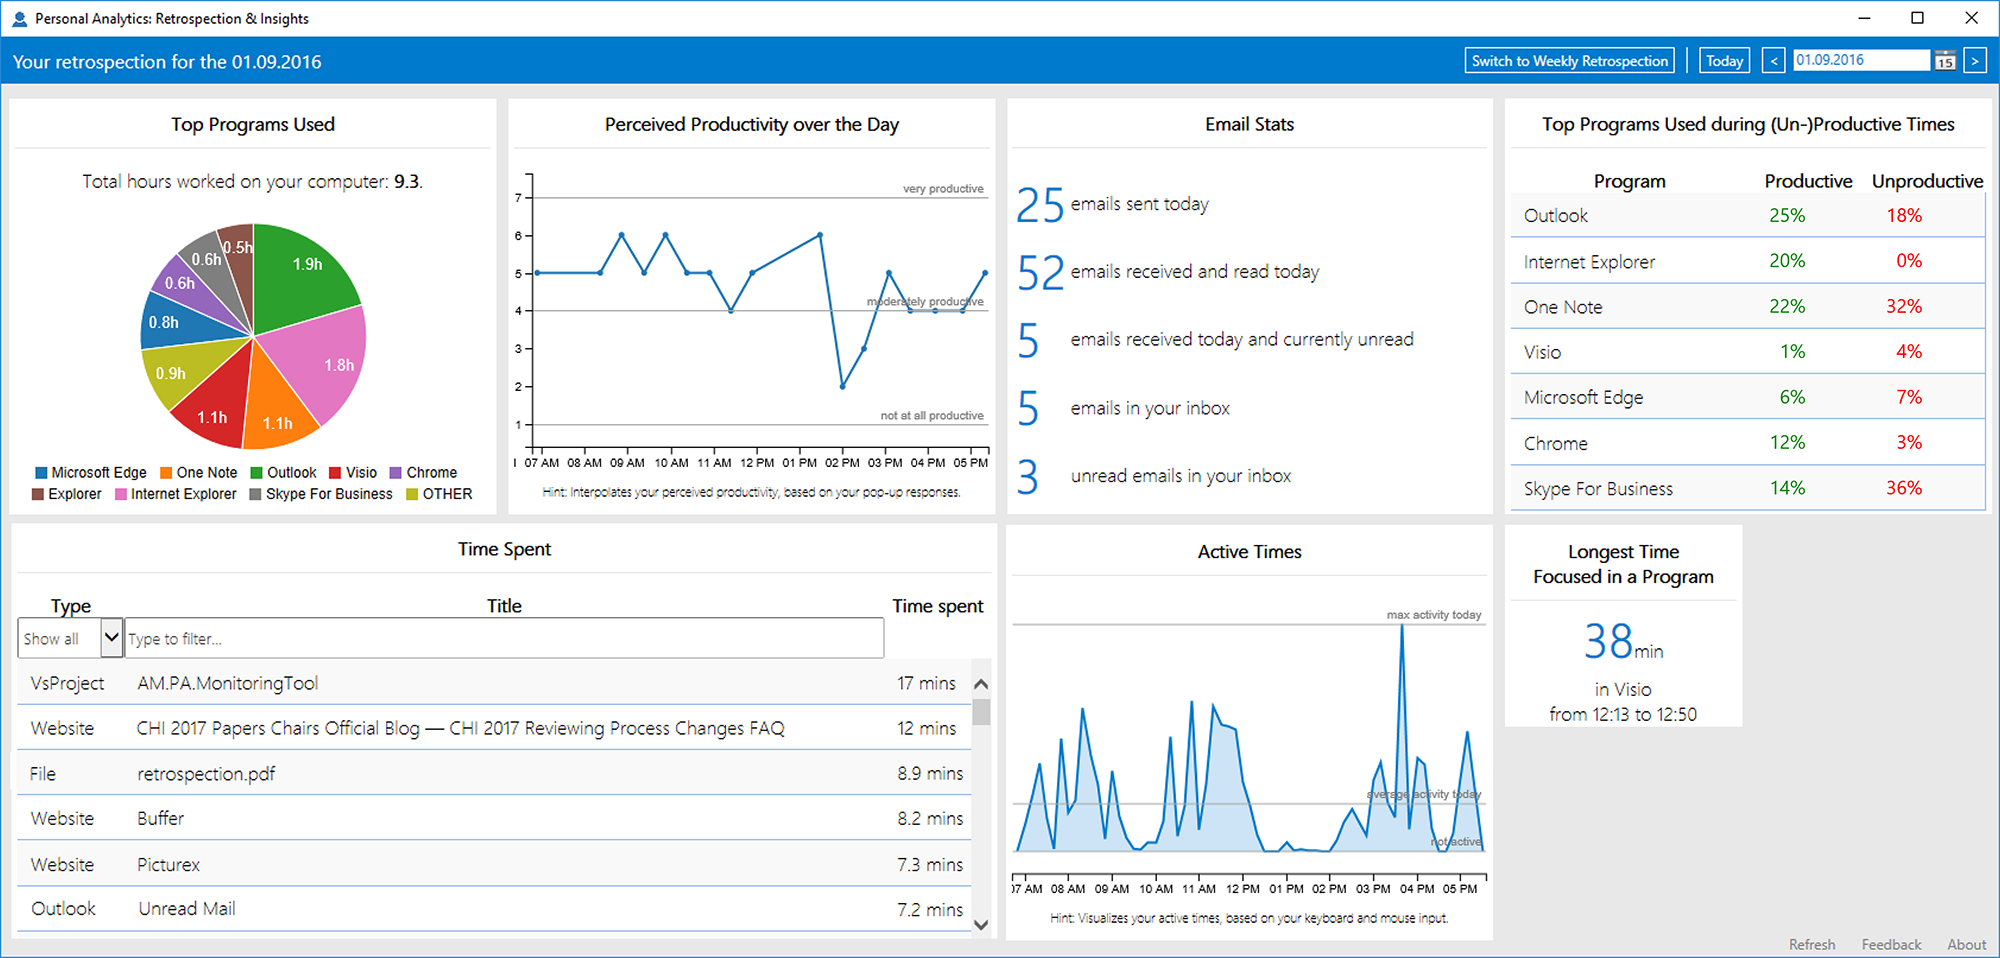 Personal Analytics: Retrospection & Insights
Your retrospection for the 01.09.2016
Switch to Weekly Retrospection
Today
<
01.09.2016
15
>
Top Programs Used
Total hours worked on your computer: 9.3.
0.5h
1.9h
0.6h
0.6h
0.8h
1.8h
0.9h
1.1h
1.1h
Microsoft Edge One Note Outlook Visio Chrome
Explorer Internet Explorer Skype For Business OTHER
Perceived Productivity over the Day
very productive
7
6
5
moderately productive
4
3
2
not at all productive
1
07 AM 08 AM 09 AM 10 AM 11 AM 12 PM 01 PM 02 PM 03 PM 04 PM 05 PM
Hint: Interpolates your perceived productivity, based on your pop-up responses.
Email Stats
25 emails sent today
52 emails received and read today
5 emails received today and currently unread
5 emails in your inbox
3 unread emails in your inbox
Top Programs Used during (Un-)Productive Times
Program Productive Unproductive
Outlook 25% 18%
Internet Explorer 20% 0%
One Note 22% 32%
Visio 1% 4%
Microsoft Edge 6% 7%
Chrome 12% 3%
Skype For Business 14% 36%
Time Spent
Type Title Time spent
Show all Type to filter...
VsProject AM.PA.MonitoringTool 17 mins
Website CHI 2017 Papers Chairs Official Blog — CHI 2017 Reviewing Process Changes FAQ 12 mins
File retrospection.pdf 8.9 mins
Website Buffer 8.2 mins
Website Picturex 7.3 mins
Outlook Unread Mail 7.2 mins
Active Times
max activity today
average activity today
not active
07 AM 08 AM 09 AM 10 AM 11 AM 12 PM 01 PM 02 PM 03 PM 04 PM 05 PM
Hint: Visualizes your active times, based on your keyboard and mouse input.
Longest Time
Focused in a Program
38 min
in Visio
from 12:13 to 12:50
Refresh Feedback About